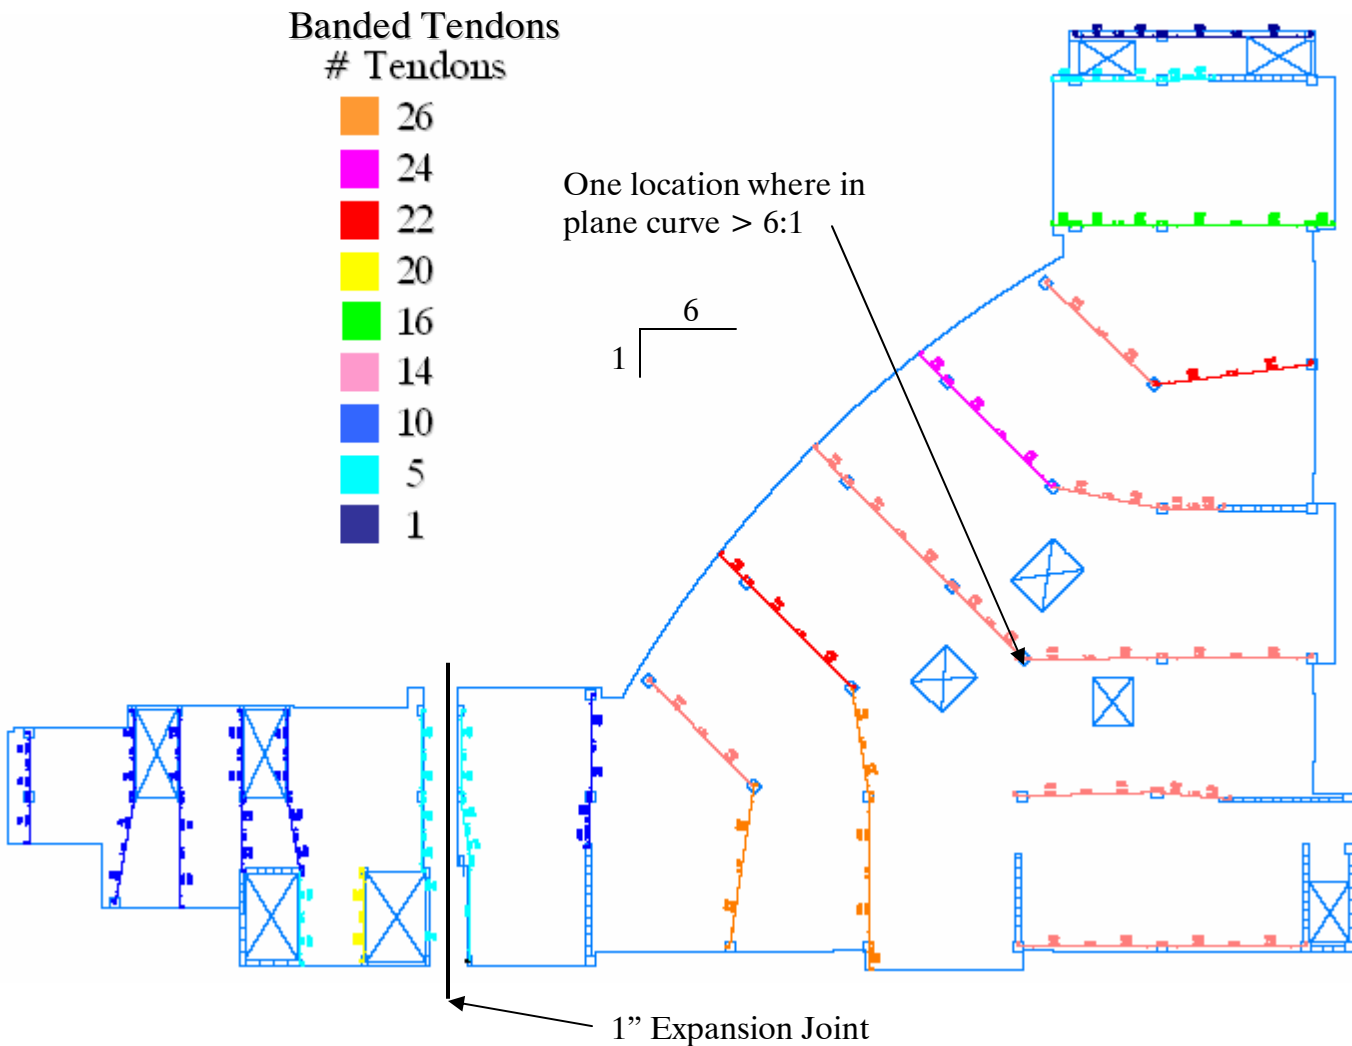 Banded Tendons
# Tendons
26
24
22
20
16
14
10
5
1
One location where in
plane curve > 6:1
6
1
1” Expansion Joint